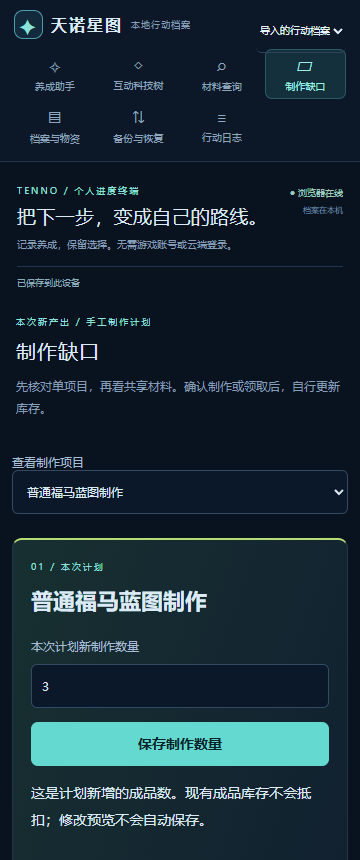 天诺星图 本地行动档案
导入的行动档案
养成助手 互动科技树 材料查询 制作缺口
档案与物资 备份与恢复 行动日志
TENNO / 个人进度终端
浏览器在线
把下一步，变成自己的路线。
档案在本机
记录养成，保留选择。无需游戏账号或云端登录。
已保存到此设备
本次新产出 / 手工制作计划
制作缺口
先核对单项目，再看共享材料。确认制作或领取后，自行更新
库存。
查看制作项目
普通福马蓝图制作
01 / 本次计划
普通福马蓝图制作
本次计划新制作数量
3
保存制作数量
这是计划新增的成品数。现有成品库存不会抵
扣；修改预览不会自动保存。